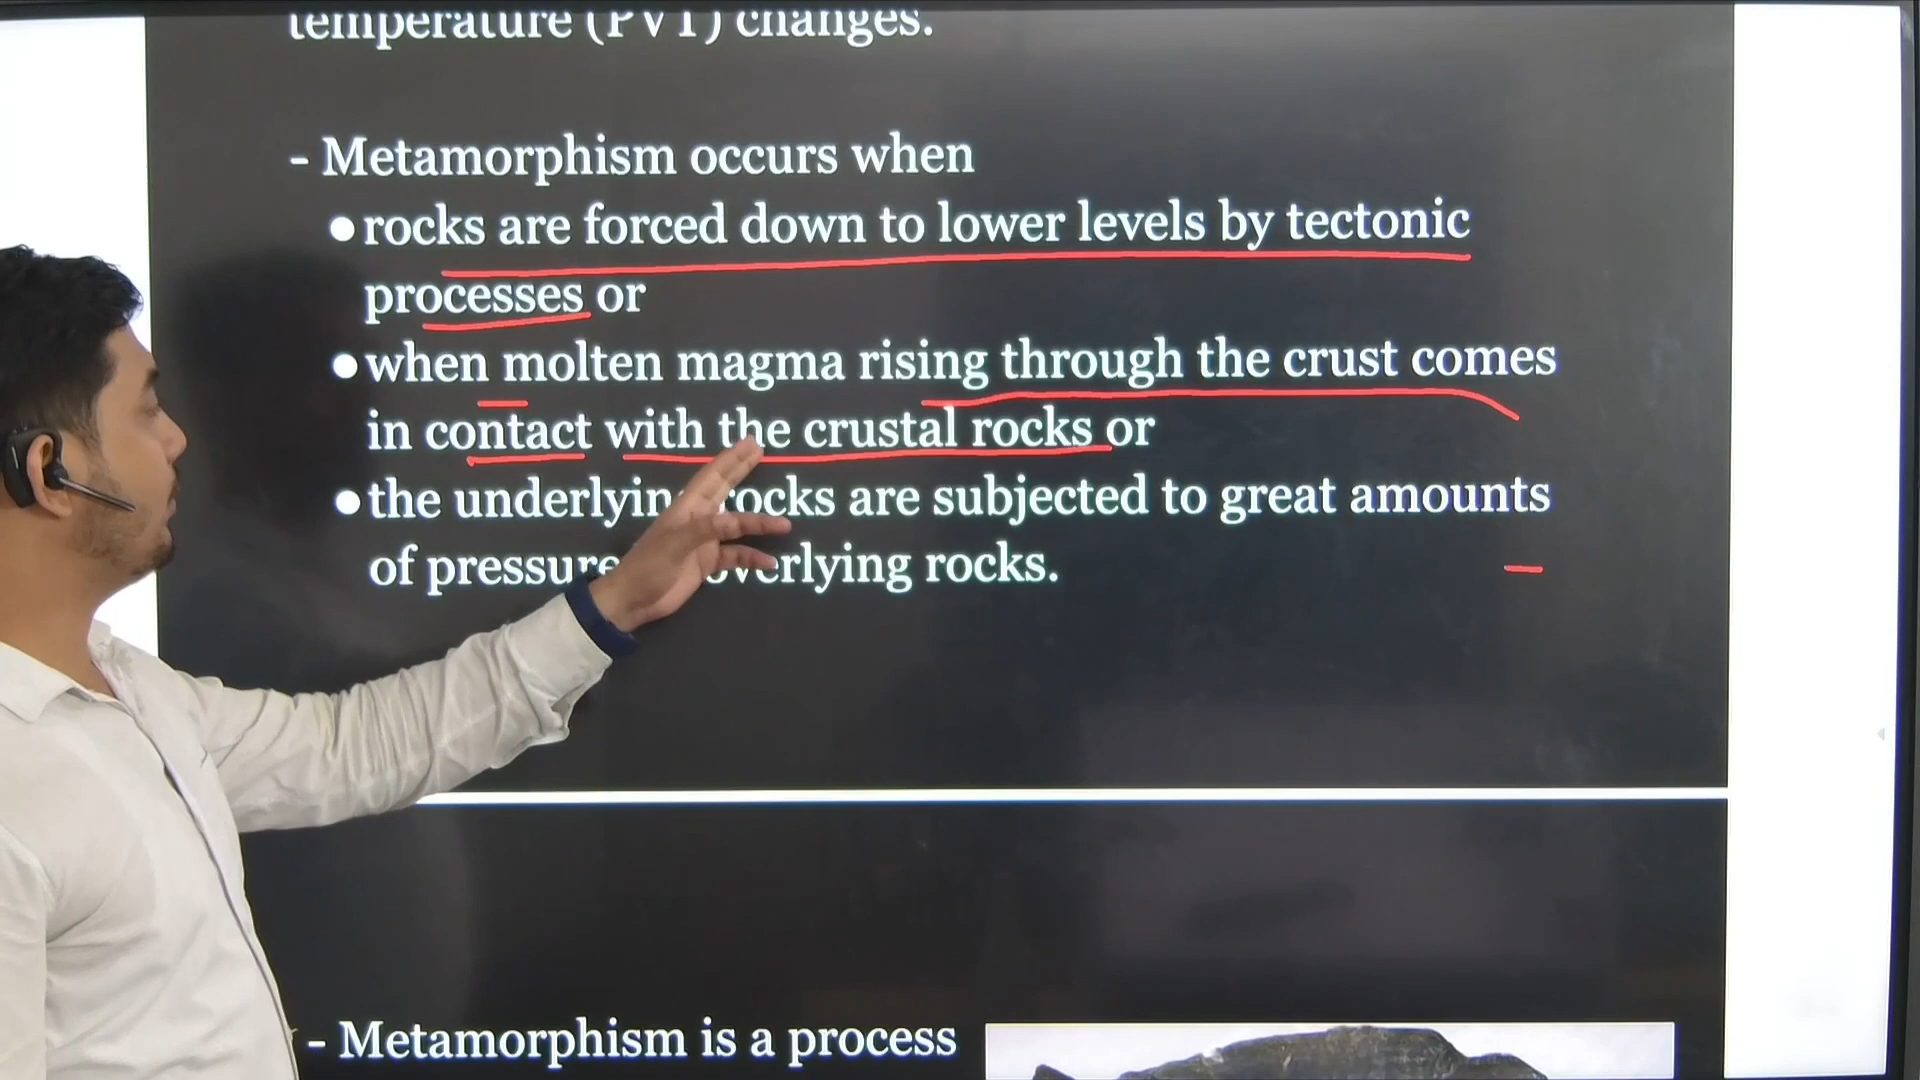 temperature (PVT) changes.
- Metamorphism occurs when
●rocks are forced down to lower levels by tectonic
processes or
●when molten magma rising through the crust comes
in contact with the crustal rocks or
●the underlying rocks are subjected to great amounts
of pressure overlying rocks.
- Metamorphism is a process